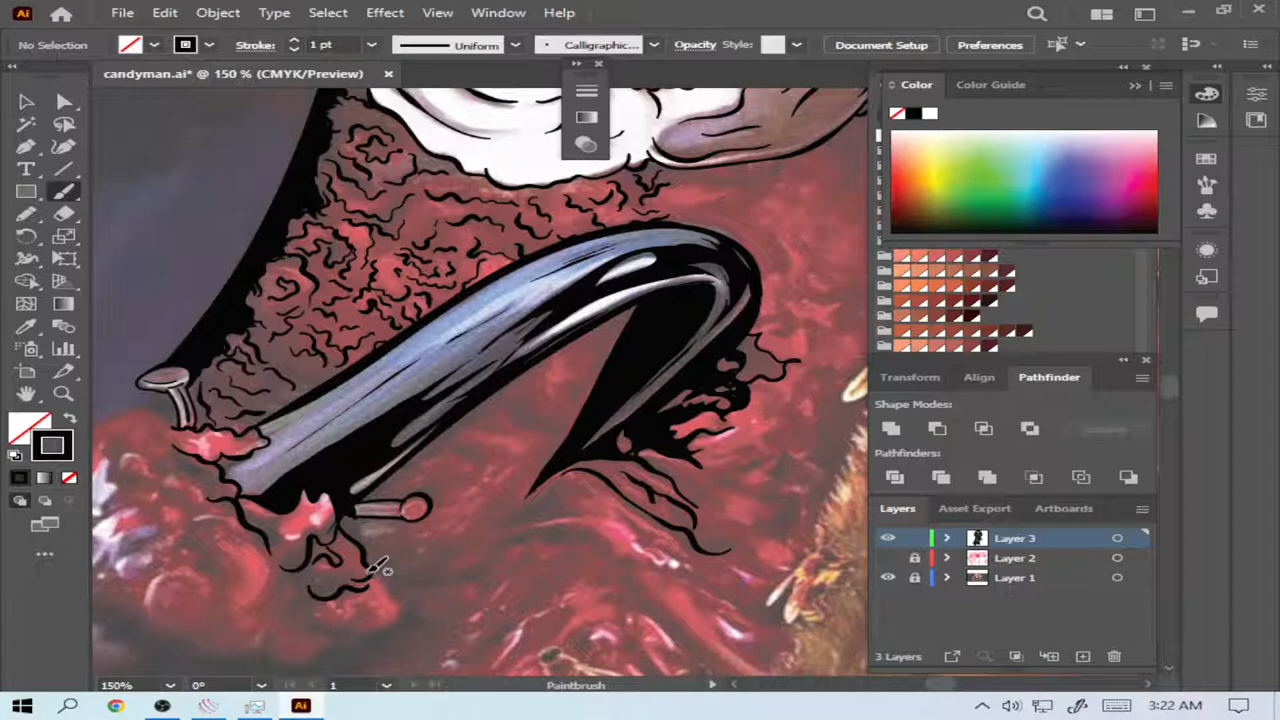 Ai File Edit Object Type Select Effect View Window Help
No Selection Stroke: 1 pt Uniform Calligraphic... Opacity Style: Document Setup Preferences
candyman.ai* @ 150 % (CMYK/Preview)
Color Color Guide
Transform Align Pathfinder
Shape Modes:
Pathfinders:
Layers Asset Export Artboards
Layer 3
Layer 2
Layer 1
3 Layers
150% 0° 1 Paintbrush
Ai 3:22 AM